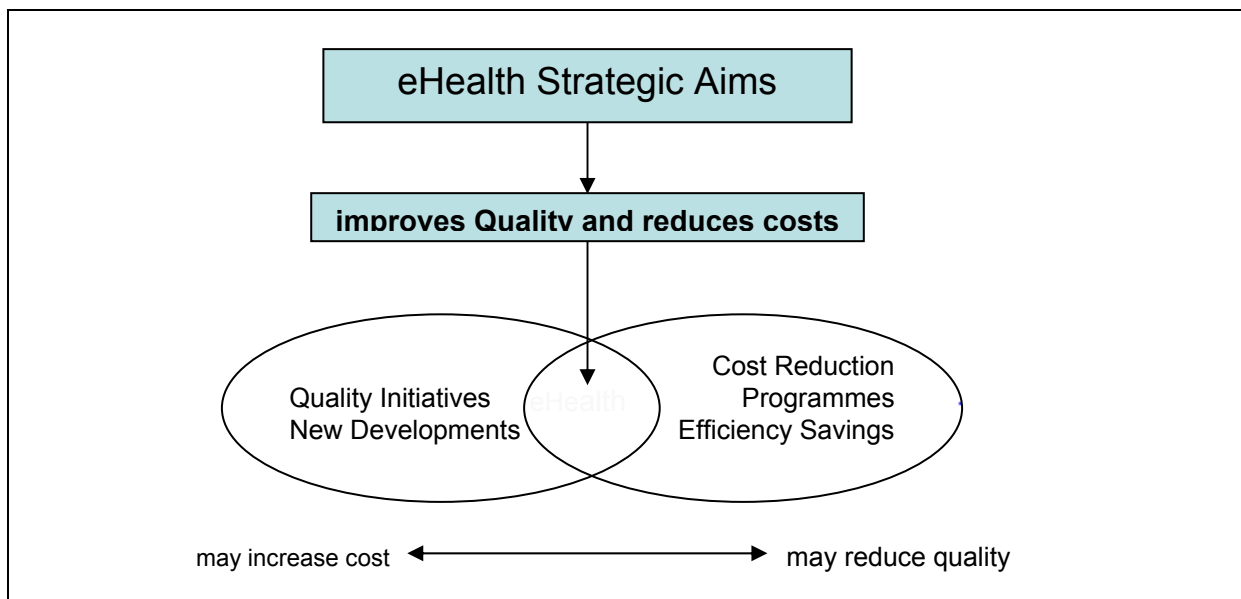 eHealth Strategic Aims
improves Quality and reduces costs
Quality Initiatives
New Developments
eHealth
Cost Reduction
Programmes
Efficiency Savings
may increase cost
may reduce quality